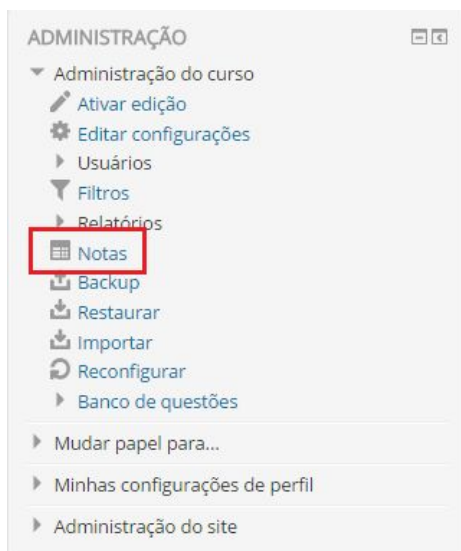 ADMINISTRAÇÃO
Administração do curso
Ativar edição
Editar configurações
Usuários
Filtros
Relatórios
Notas
Backup
Restaurar
Importar
Reconfigurar
Banco de questões
Mudar papel para...
Minhas configurações de perfil
Administração do site